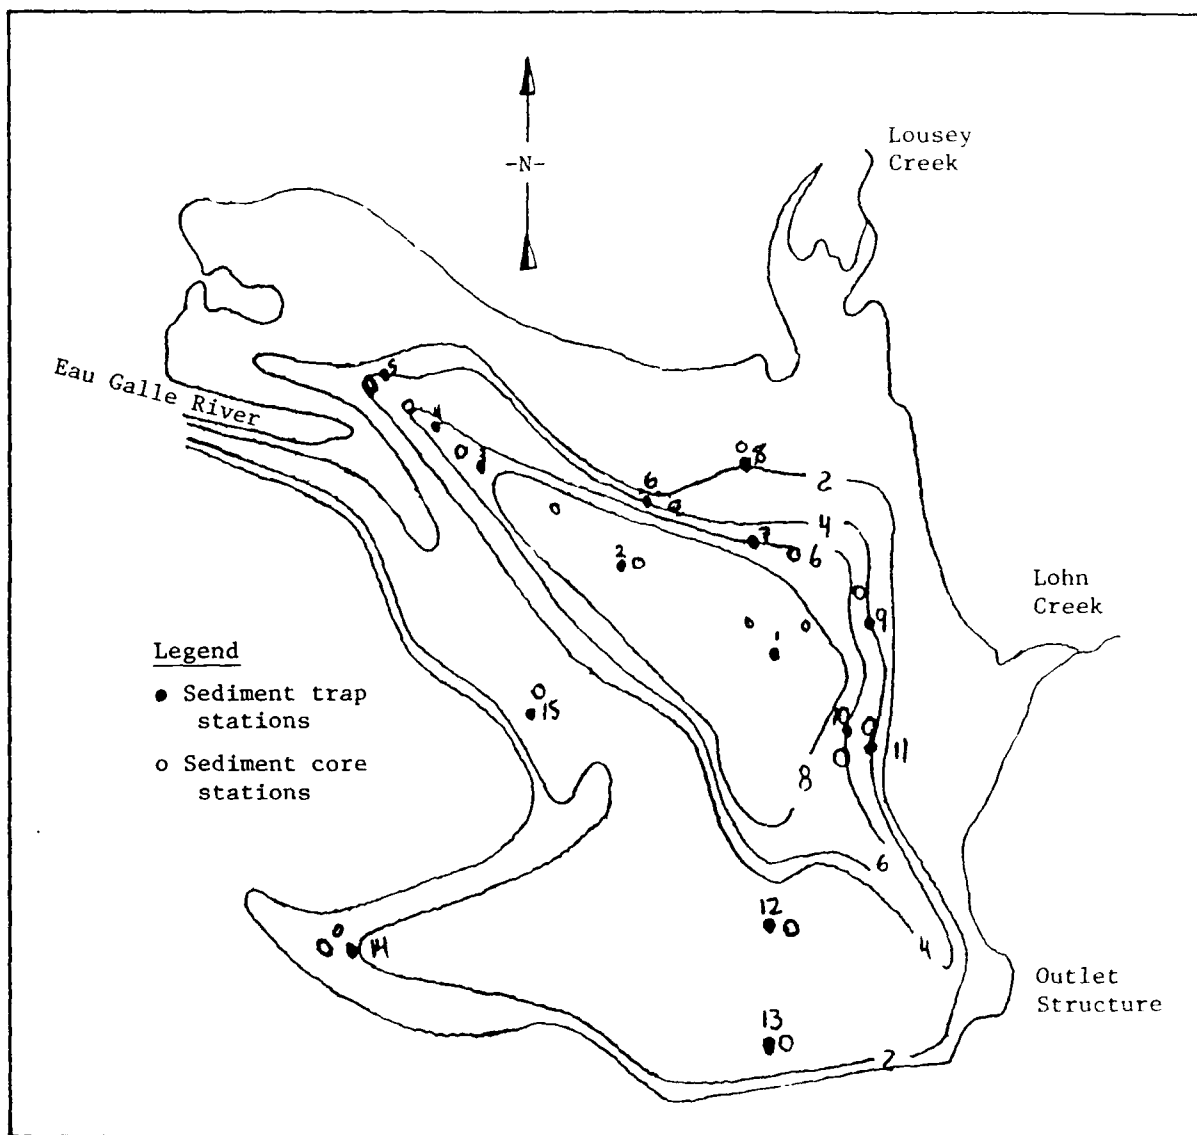 Lousey
Creek
-N-
5
Eau Galle River
4
3
8
2
6
4
7
6
2
9
Lohn
Creek
1
Legend
● Sediment trap
stations
○ Sediment core
stations
15
10
11
8
6
12
4
14
Outlet
Structure
13
2